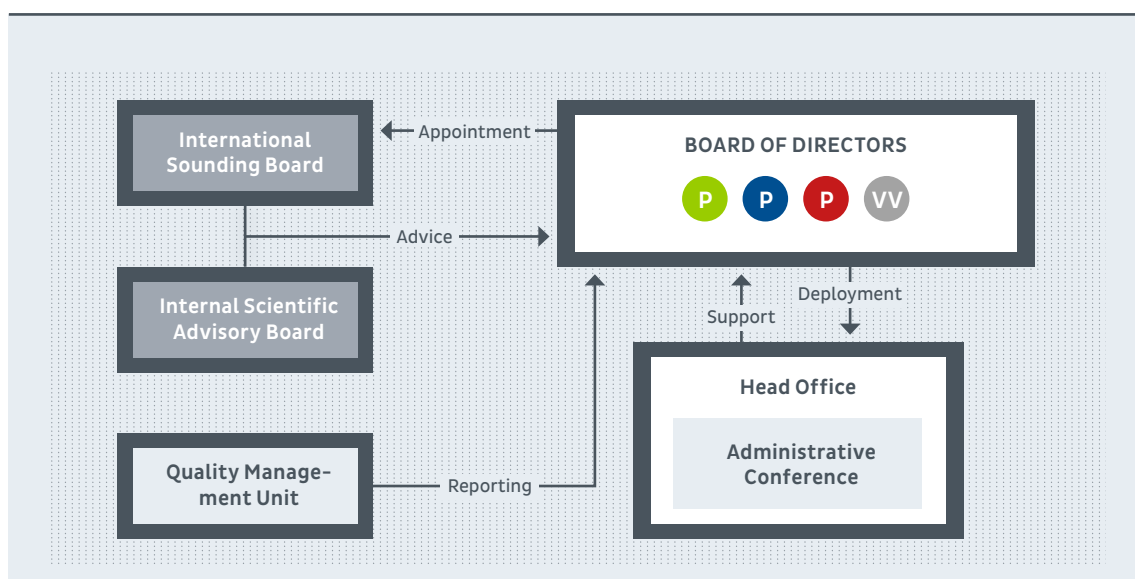 International
Sounding Board
Appointment
BOARD OF DIRECTORS
P P P VV
Advice
Internal Scientific
Advisory Board
Support
Deployment
Head Office
Administrative
Conference
Quality Manage-
ment Unit
Reporting